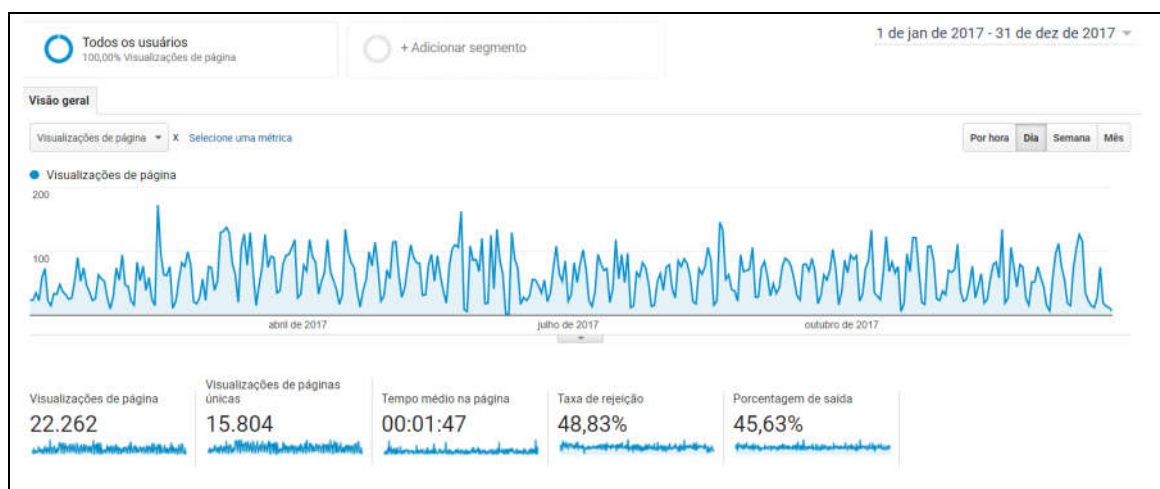 Todos os usuários
100,00% Visualizações de página
+ Adicionar segmento
1 de jan de 2017 - 31 de dez de 2017
Visão geral
Visualizações de página x Selecione uma métrica
Por hora Dia Semana Mês
Visualizações de página
200
100
abril de 2017 julho de 2017 outubro de 2017
Visualizações de página
22.262
Visualizações de páginas
únicas
15.804
Tempo médio na página
00:01:47
Taxa de rejeição
48,83%
Porcentagem de saída
45,63%